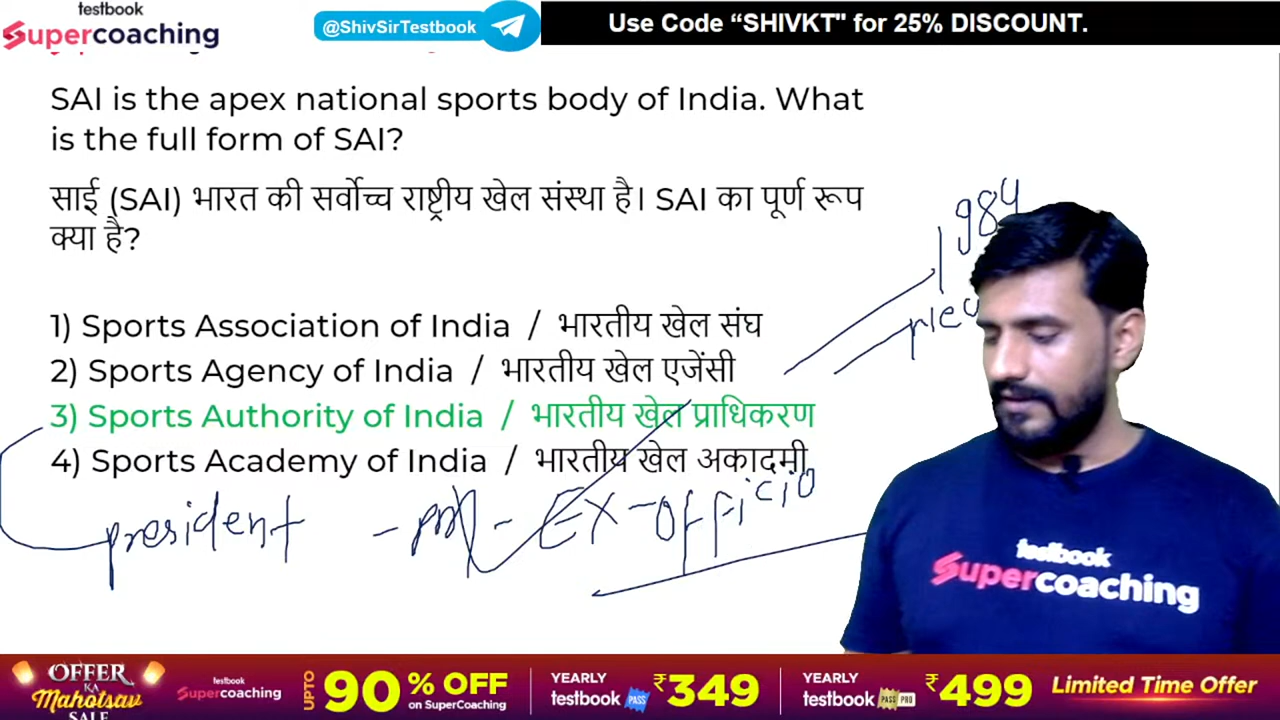 testbook
Supercoaching
@ShivSirTestbook
Use Code “SHIVKT" for 25% DISCOUNT.
SAI is the apex national sports body of India. What
is the full form of SAI?
साई (SAI) भारत की सर्वोच्च राष्ट्रीय खेल संस्था है। SAI का पूर्ण रूप
क्या है?
1984
1) Sports Association of India / भारतीय खेल संघ
2) Sports Agency of India / भारतीय खेल एजेंसी
3) Sports Authority of India / भारतीय खेल प्राधिकरण
4) Sports Academy of India / भारतीय खेल अकादमी
president - PM - EX-officio
testbook
Supercoaching
OFFER
KA
Mahotsav
SALE
testbook
Supercoaching
UPTO 90% OFF
on SuperCoaching
YEARLY
testbook PASS
₹349
YEARLY
testbook PASS PRO
₹499
Limited Time Offer